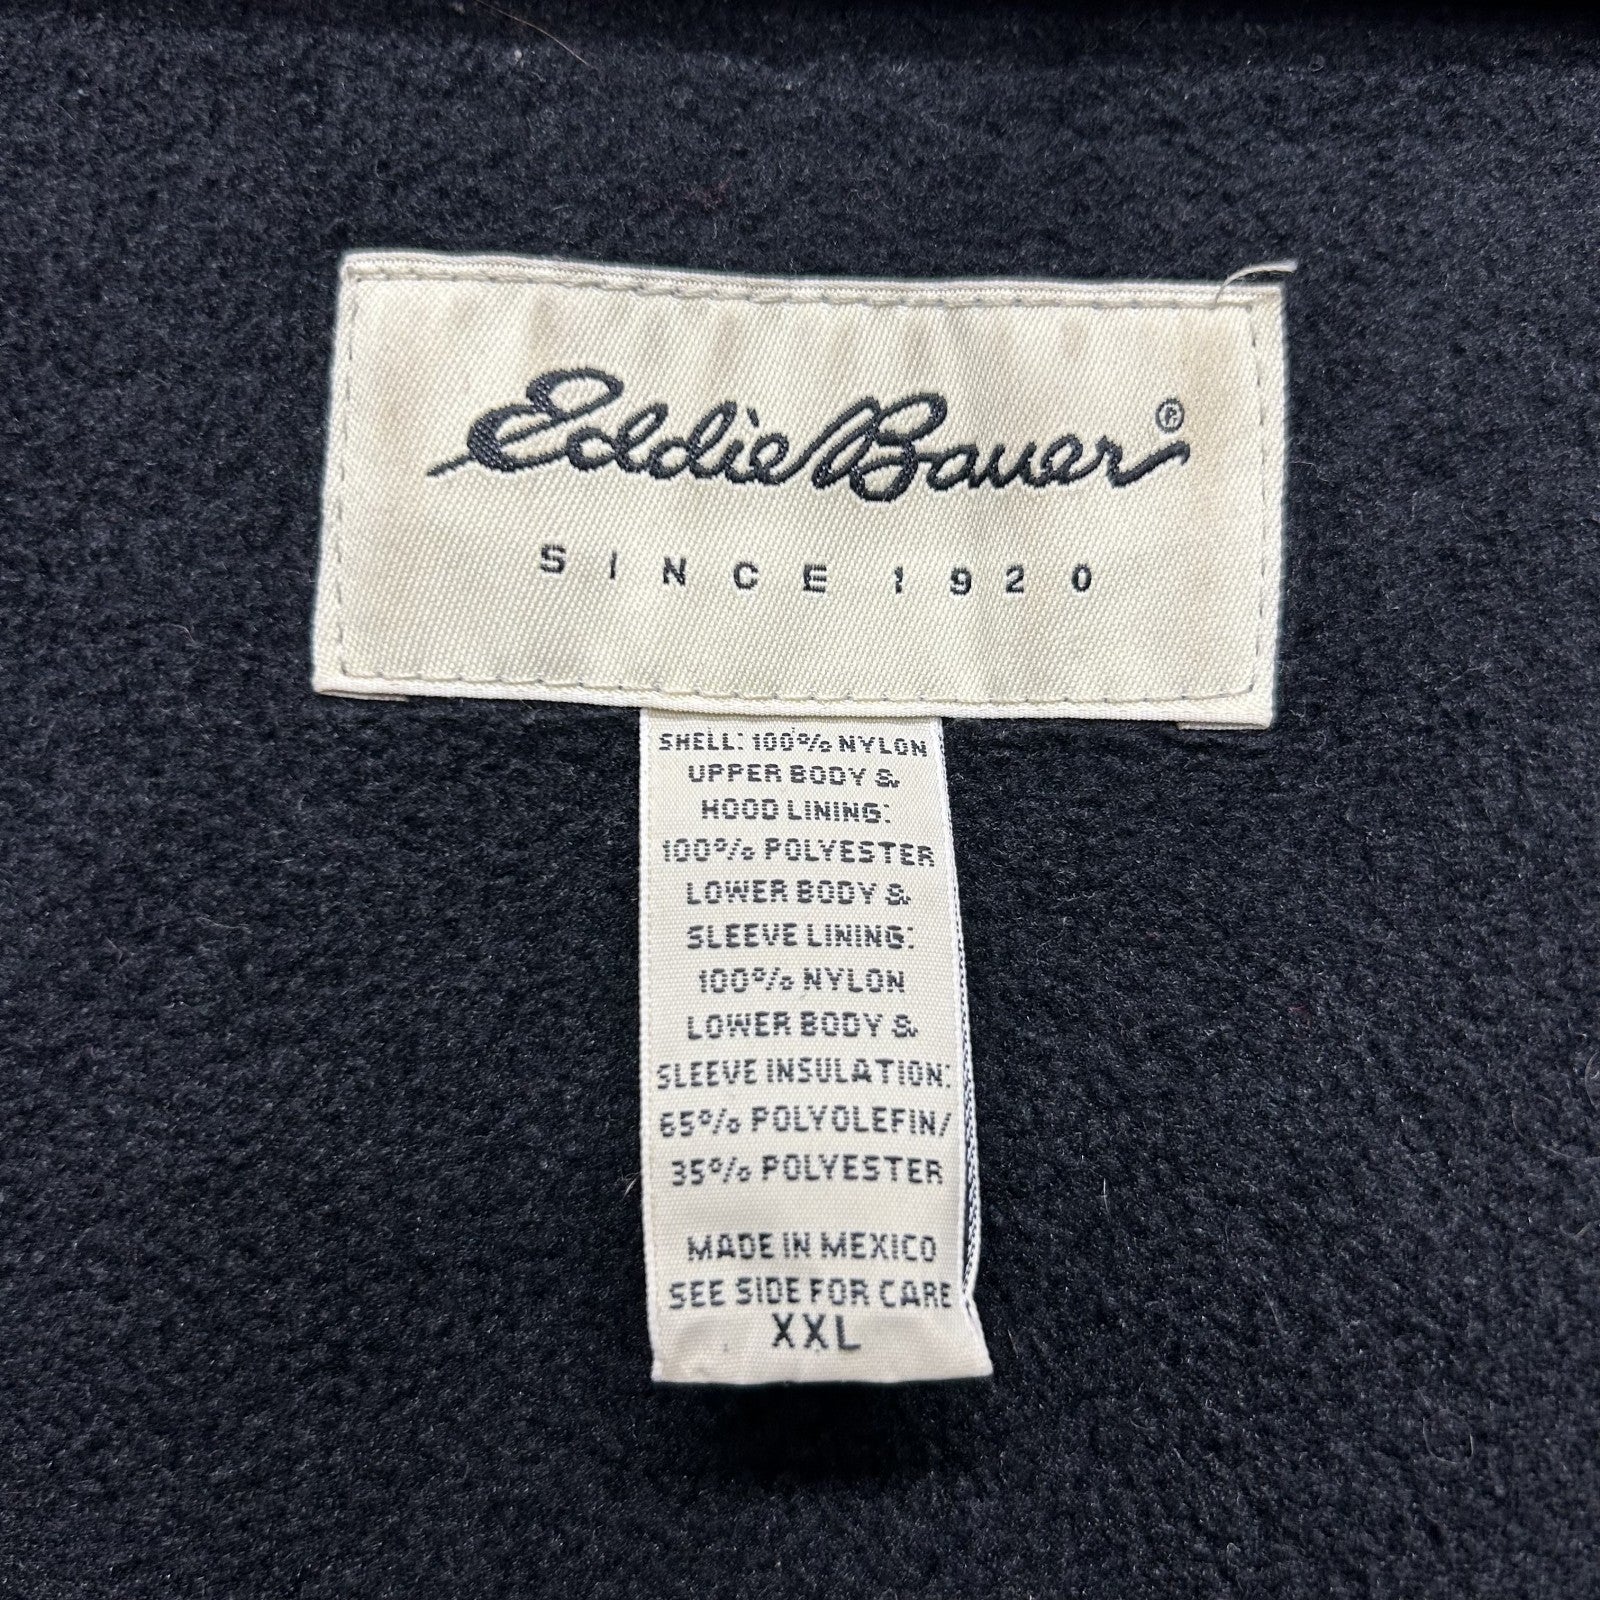 Eddie Bauer®
SINCE 1920
SHELL: 100% NYLON
UPPER BODY &
HOOD LINING:
100% POLYESTER
LOWER BODY &
SLEEVE LINING:
100% NYLON
LOWER BODY &
SLEEVE INSULATION:
65% POLYOLEFIN/
35% POLYESTER
MADE IN MEXICO
SEE SIDE FOR CARE
XXL